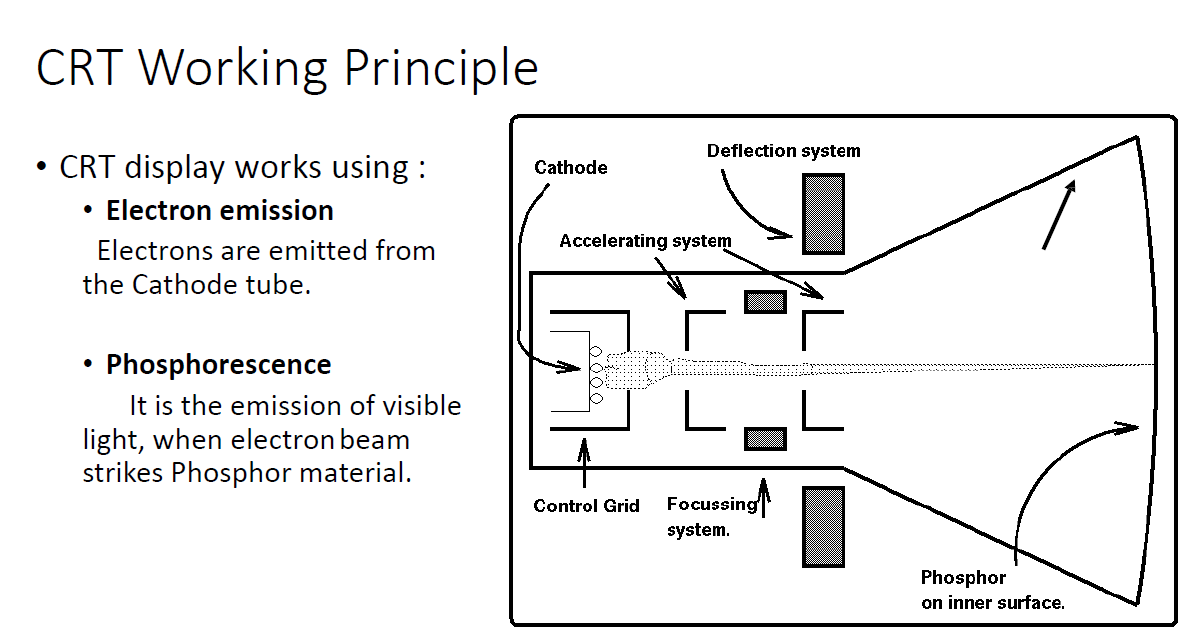 CRT Working Principle
• CRT display works using :
• Electron emission
Electrons are emitted from
the Cathode tube.
• Phosphorescence
It is the emission of visible
light, when electron beam
strikes Phosphor material.
Deflection system
Cathode
Accelerating system
Control Grid
Focussing
system.
Phosphor
on inner surface.